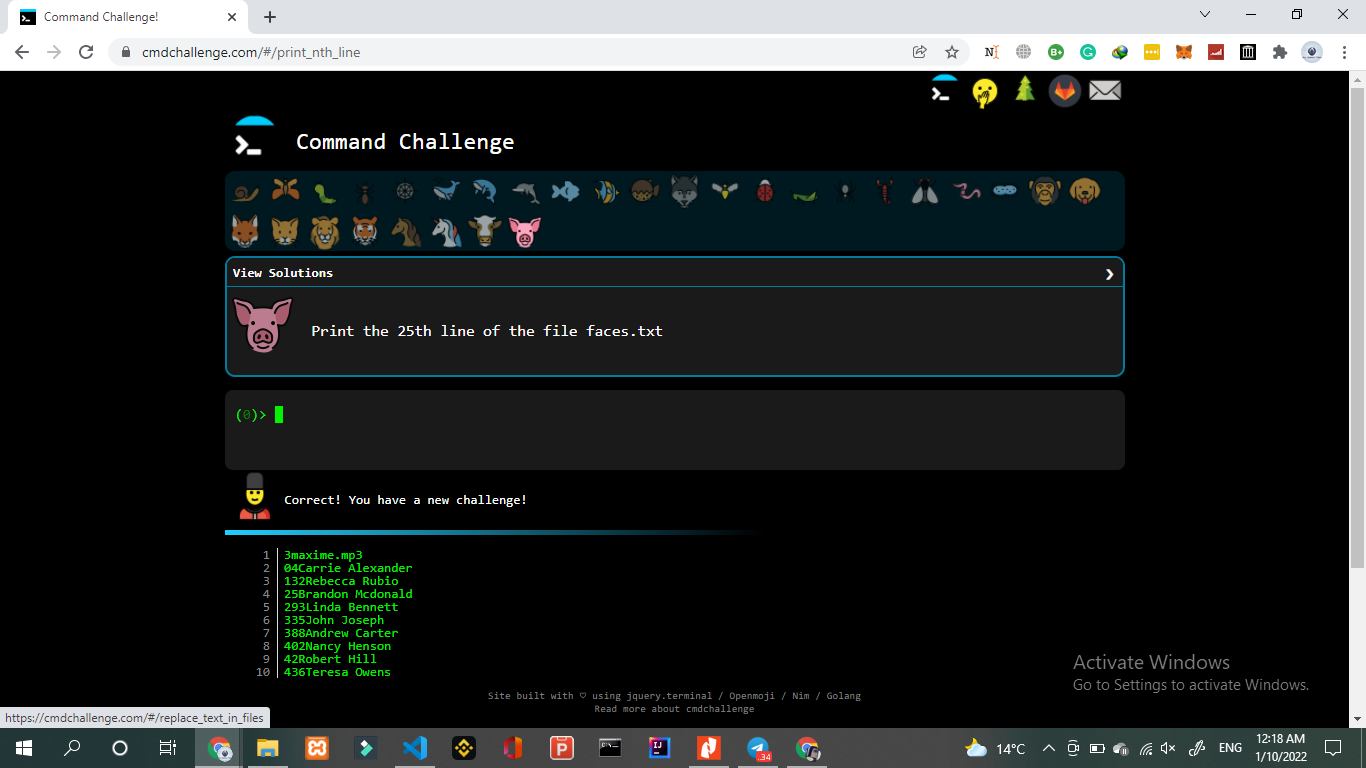 Command Challenge!
cmdchallenge.com/#/print_nth_line
Command Challenge
View Solutions
Print the 25th line of the file faces.txt
(0)>
Correct! You have a new challenge!
1 3maxime.mp3
2 04Carrie Alexander
3 132Rebecca Rubio
4 25Brandon Mcdonald
5 293Linda Bennett
6 335John Joseph
7 388Andrew Carter
8 402Nancy Henson
9 42Robert Hill
10 436Teresa Owens
Activate Windows
Go to Settings to activate Windows.
Site built with ♡ using jquery.terminal / Openmoji / Nim / Golang
Read more about cmdchallenge
https://cmdchallenge.com/#/replace_text_in_files
14°C
ENG
12:18 AM
1/10/2022